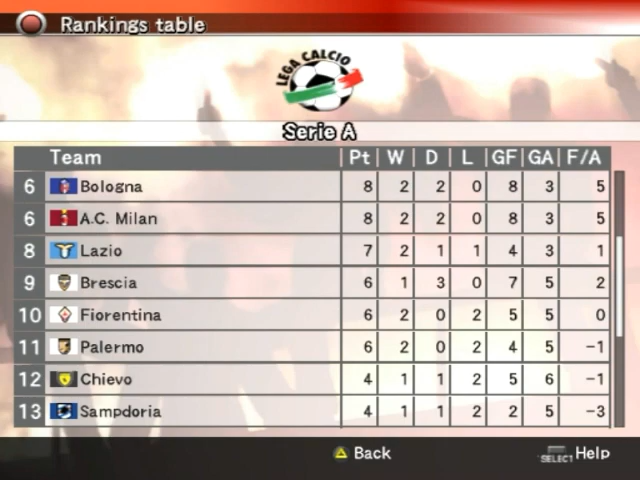 Rankings table
LEGA CALCIO
Serie A
Team Pt W D L GF GA F/A
6 Bologna 8 2 2 0 8 3 5
6 A.C. Milan 8 2 2 0 8 3 5
8 Lazio 7 2 1 1 4 3 1
9 Brescia 6 1 3 0 7 5 2
10 Fiorentina 6 2 0 2 5 5 0
11 Palermo 6 2 0 2 4 5 -1
12 Chievo 4 1 1 2 5 6 -1
13 Sampdoria 4 1 1 2 2 5 -3
Back SELECT Help